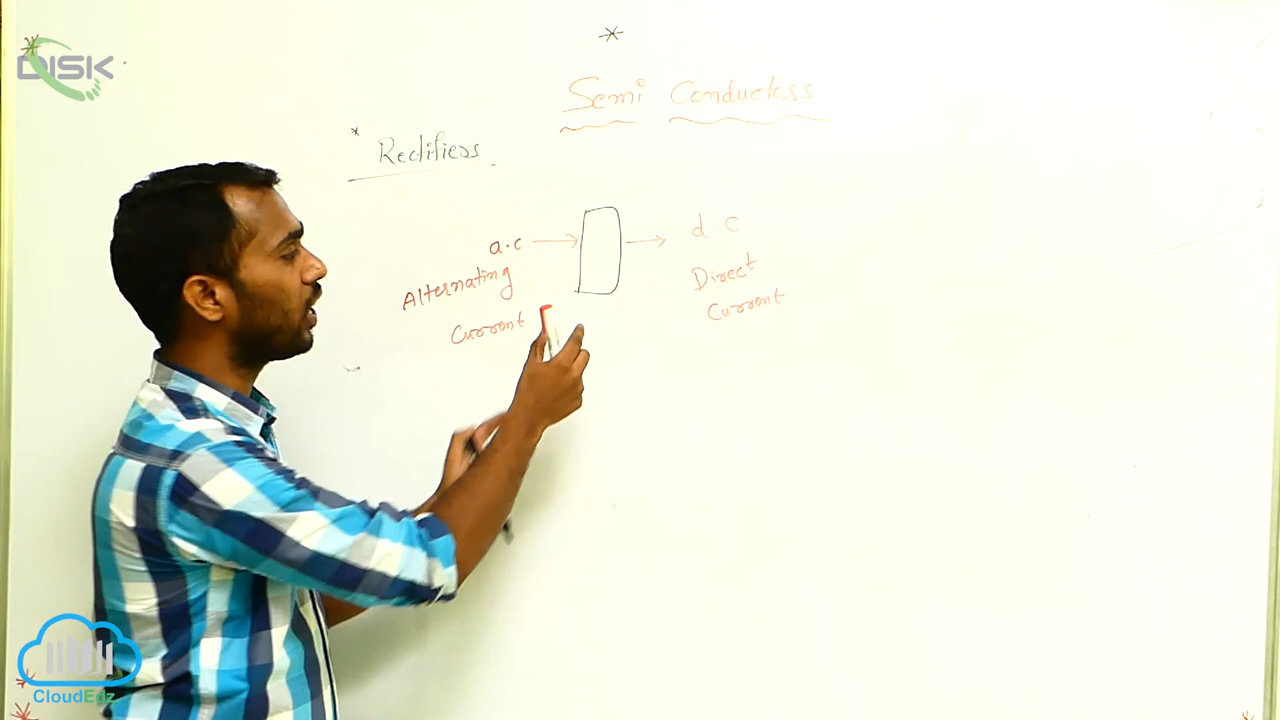 DISK
Semi Conductors
* Rectifiers
a.c
d.c
Alternating
Current
Direct
Current
CloudEdz